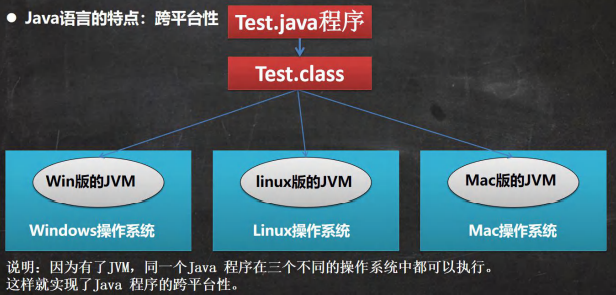 ● Java语言的特点：跨平台性
Test.java程序
Test.class
Win版的JVM
linux版的JVM
Mac版的JVM
Windows操作系统
Linux操作系统
Mac操作系统
说明：因为有了JVM，同一个Java 程序在三个不同的操作系统中都可以执行。
这样就实现了Java 程序的跨平台性。